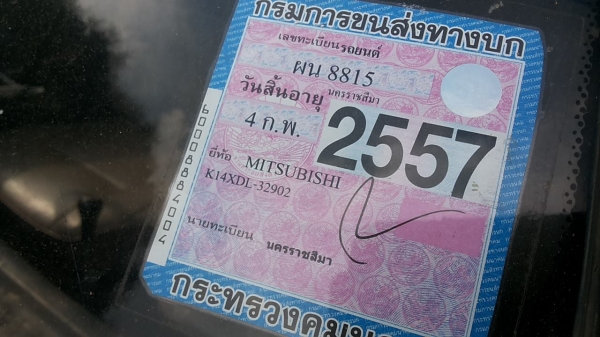 กรมการขนส่งทางบก
เลขทะเบียนรถยนต์
ผน 8815
นครราชสีมา
วันสิ้นอายุ
4 ก.พ. 2557
ยี่ห้อ MITSUBISHI
K14XDL-32902
นายทะเบียน นครราชสีมา
กระทรวงคมน